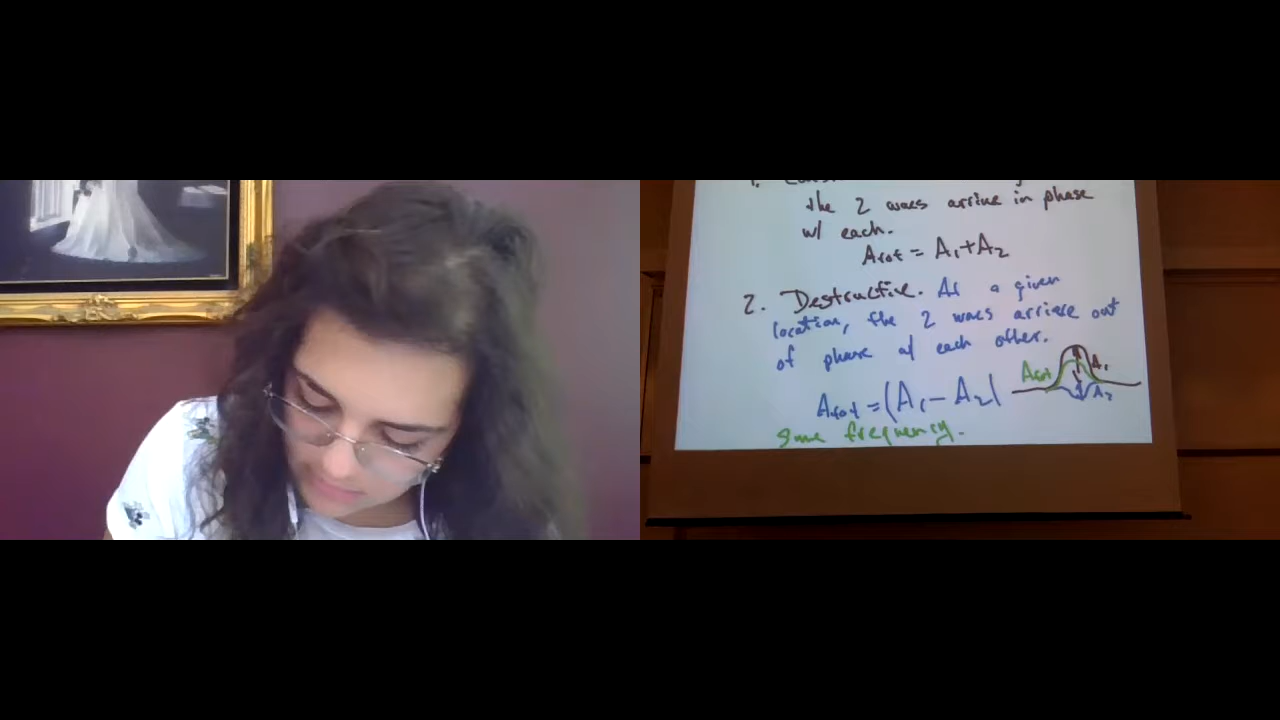 1.
the 2 waves arrive in phase
w/ each.
Atot = A1+A2
2. Destructive. At a given
location, the 2 waves arrive out
of phase w/ each other.
Atot A1
Atot = |A1 - A2| A2
same frequency.